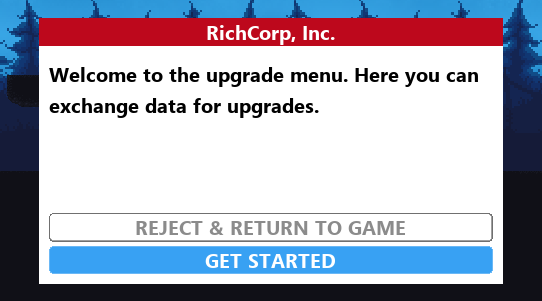 RichCorp, Inc.
Welcome to the upgrade menu. Here you can
exchange data for upgrades.
REJECT & RETURN TO GAME
GET STARTED